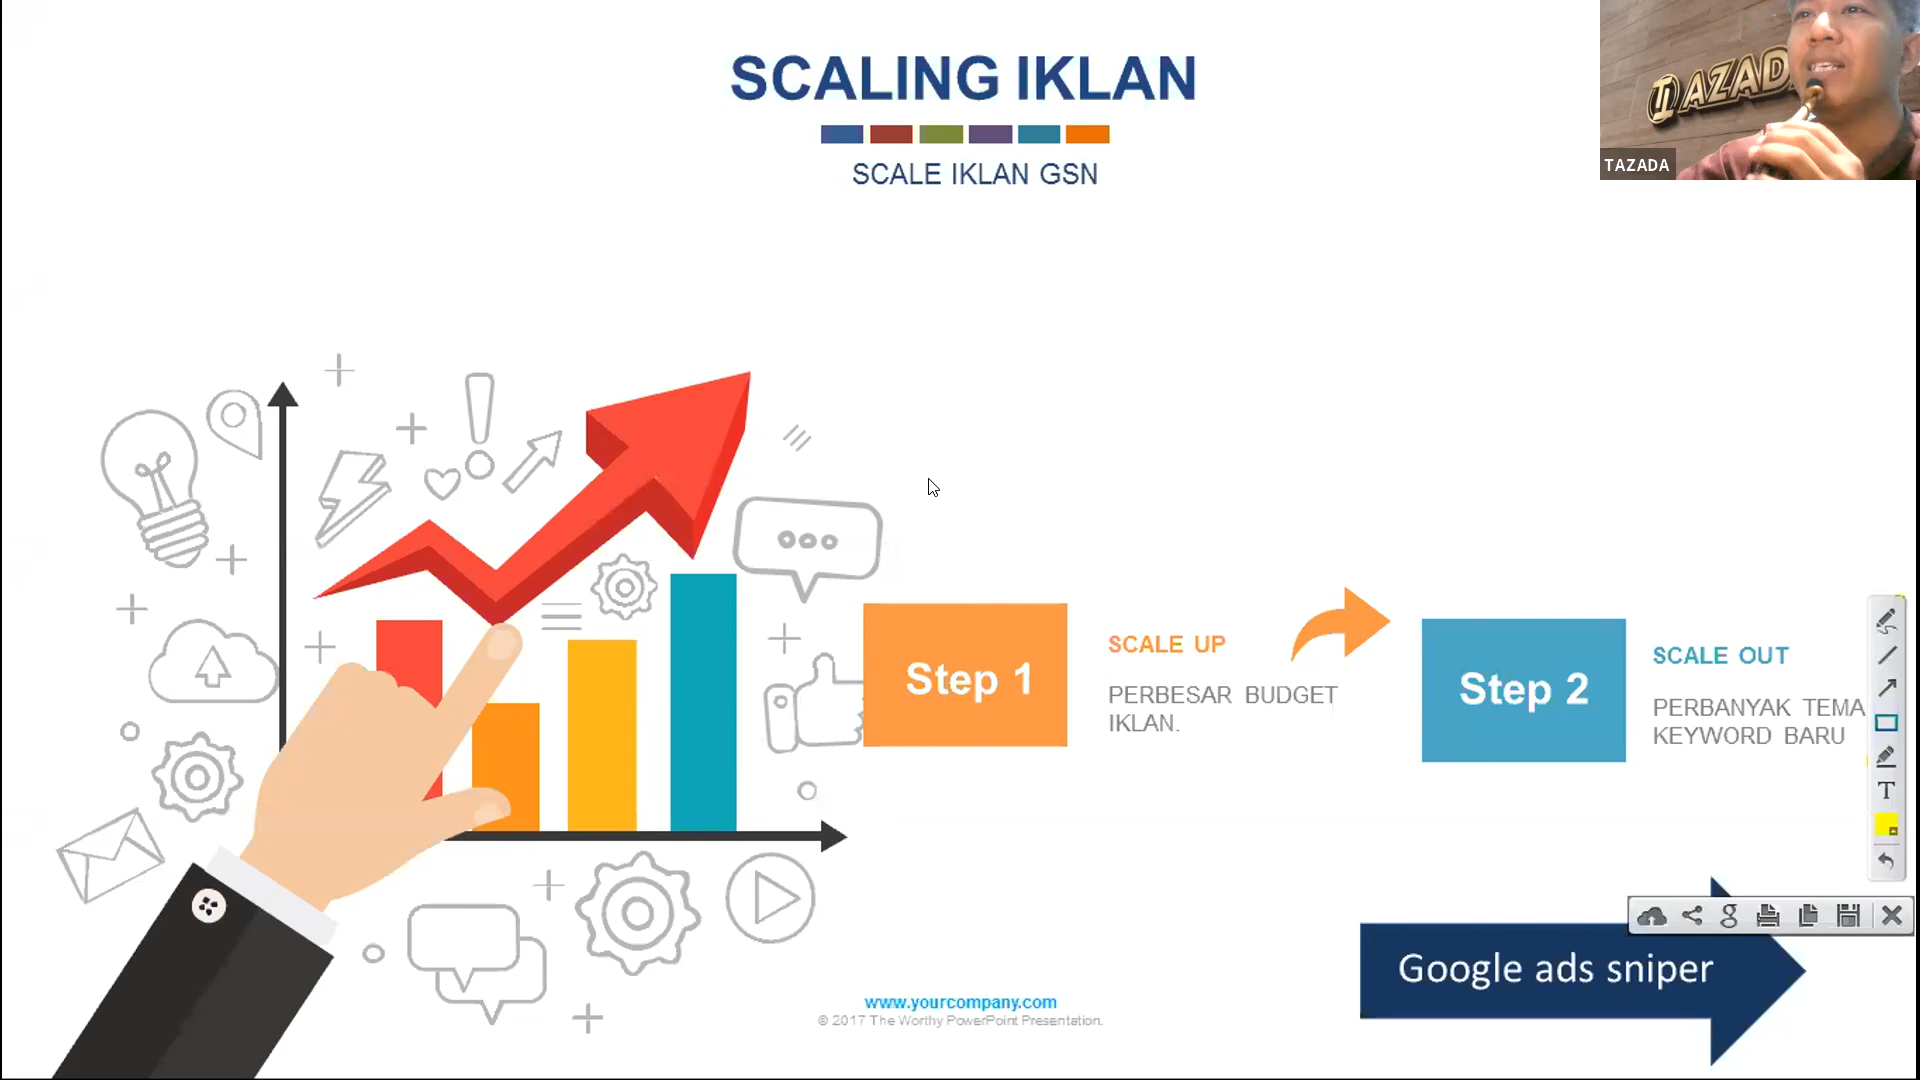 SCALING IKLAN
SCALE IKLAN GSN
AZAD
TAZADA
Step 1
SCALE UP
PERBESAR BUDGET
IKLAN.
Step 2
SCALE OUT
PERBANYAK TEMA
KEYWORD BARU
T
g
Google ads sniper
www.yourcompany.com
© 2017 The Worthy PowerPoint Presentation.